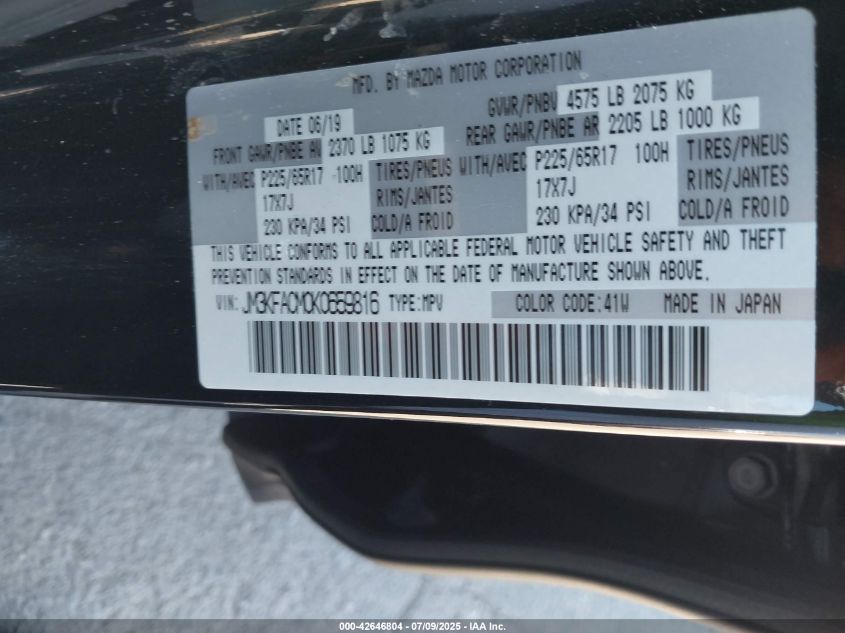 MFD. BY MAZDA MOTOR CORPORATION
DATE 06/19 GVWR/PNBV 4575 LB 2075 KG
FRONT GAWR/PNBE AV 2370 LB 1075 KG REAR GAWR/PNBE AR 2205 LB 1000 KG
WITH/AVEC P225/65R17 100H TIRES/PNEUS WITH/AVEC P225/65R17 100H TIRES/PNEUS
17X7J RIMS/JANTES 17X7J RIMS/JANTES
230 KPA/34 PSI COLD/A FROID 230 KPA/34 PSI COLD/A FROID
THIS VEHICLE CONFORMS TO ALL APPLICABLE FEDERAL MOTOR VEHICLE SAFETY AND THEFT
PREVENTION STANDARDS IN EFFECT ON THE DATE OF MANUFACTURE SHOWN ABOVE.
VIN: JM3KFACM0K0659816 TYPE:MPV COLOR CODE:41W MADE IN JAPAN
000-42646804 | 07/09/2025 - IAA Inc.